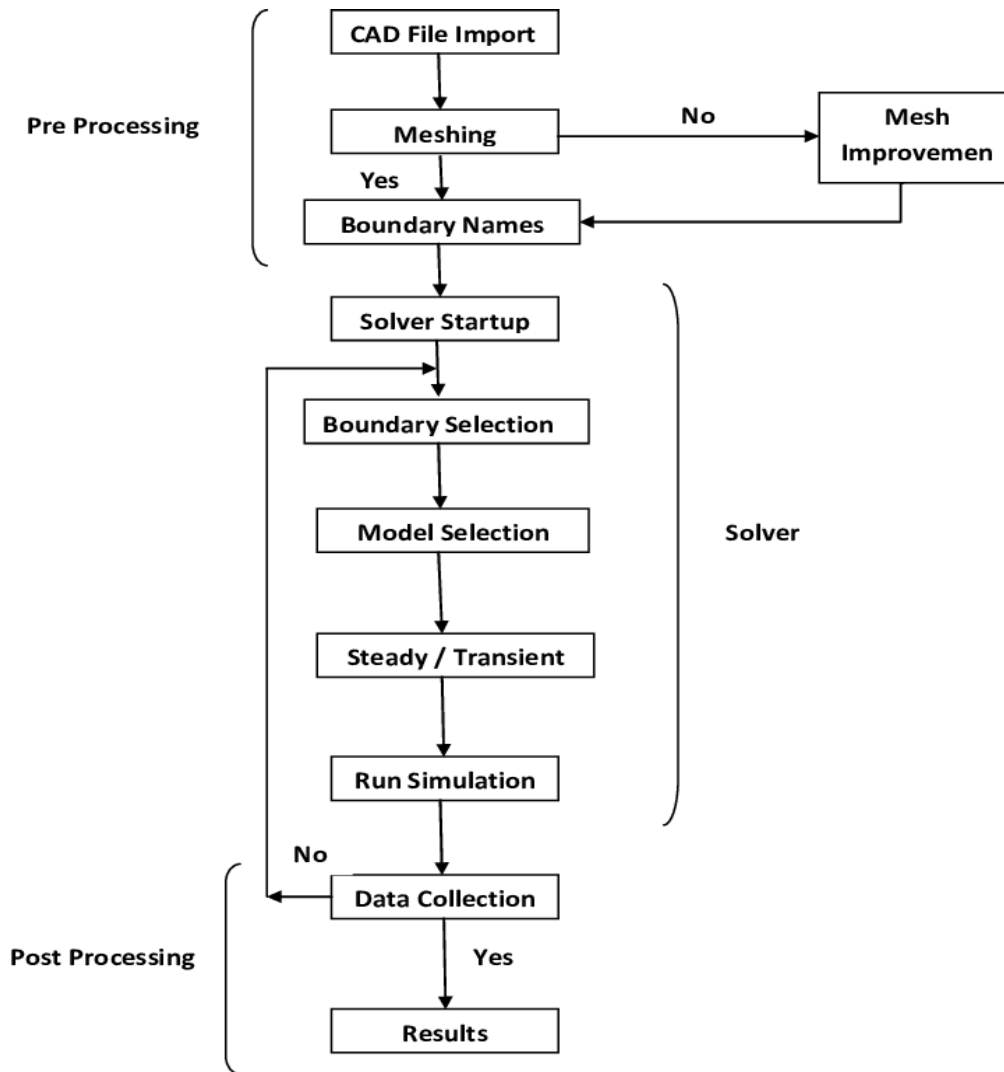 CAD File Import
Pre Processing
Meshing
No
Mesh
Improvemen
Yes
Boundary Names
Solver Startup
Boundary Selection
Model Selection
Solver
Steady / Transient
Run Simulation
No
Data Collection
Post Processing
Yes
Results